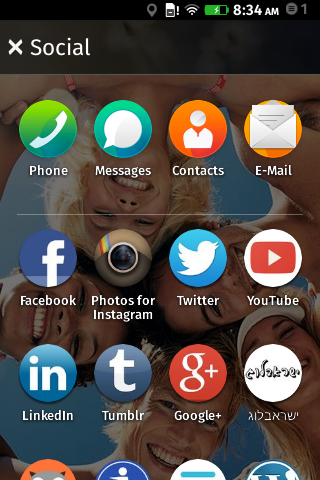 8:34 AM 1
Social
Phone Messages Contacts E-Mail
Facebook Photos for Instagram Twitter YouTube
LinkedIn Tumblr Google+ ישראבלוג